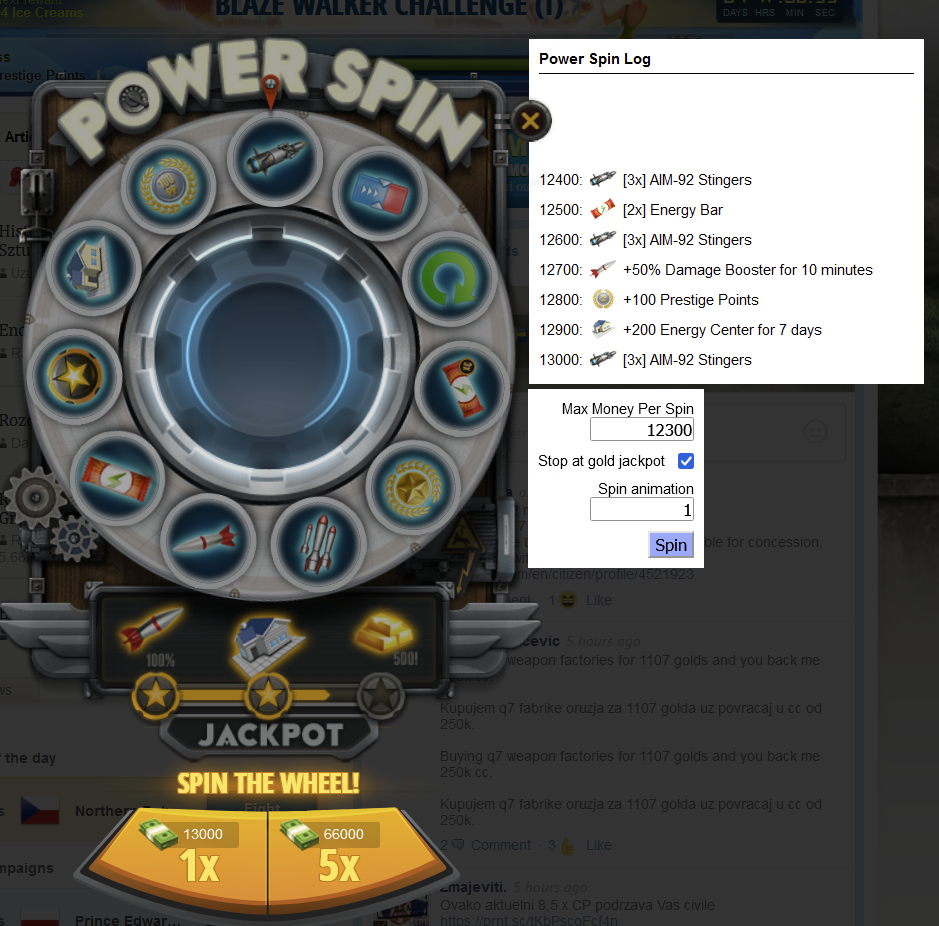 4 Ice Creams
BLAZE WALKER CHALLENGE (1)
DAYS HRS MIN SEC
Prestige Points
POWER SPIN
Power Spin Log
12400: [3x] AIM-92 Stingers
12500: [2x] Energy Bar
12600: [3x] AIM-92 Stingers
12700: +50% Damage Booster for 10 minutes
12800: +100 Prestige Points
12900: +200 Energy Center for 7 days
13000: [3x] AIM-92 Stingers
Max Money Per Spin
12300
Stop at gold jackpot
Spin animation
1
Spin
ble for concession,
m/en/citizen/profile/4521923
1 Like
cevic 5 hours ago
weapon factories for 1107 golds and you back me
100%
500!
JACKPOT
Kupujem q7 fabrike oruzja za 1107 golda uz povracaj u cc od
250k.
Buying q7 weapon factories for 1107 golds and you back me
250k cc.
Kupujem q7 fabrike oruzja za 1107 golda uz povracaj u cc od
250k.
2 Comment · 3 Like
the day
SPIN THE WHEEL!
Fight
13000
1x
66000
5x
mpaigns
Prince Edwar...
Zmajeviti. 5 hours ago
Ovako aktuelni 8,5 x CP podrzava Vas civile